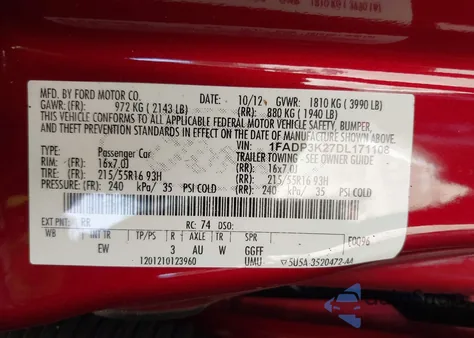 MFD. BY FORD MOTOR CO.
DATE: 10/12 GVWR: 1810 KG ( 3990 LB)
GAWR: (FR): 972 KG ( 2143 LB) (RR): 880 KG ( 1940 LB)
THIS VEHICLE CONFORMS TO ALL APPLICABLE FEDERAL MOTOR VEHICLE SAFETY, BUMPER,
AND THEFT PREVENTION STANDARDS IN EFFECT ON THE DATE OF MANUFACTURE SHOWN
ABOVE.
VIN: 1FADP3K27DL171108
TYPE: Passenger Car TRAILER TOWING - SEE OWNER GUIDE
RIM: 16x7.0J (RR): 16x7.0J
TIRE: 215/55R16 93H (RR): 215/55R16 93H
PRESSURE: (FR): 240 kPa/ 35 PSI COLD (RR): 240 kPa/ 35 PSI COLD
EXT PNT: RR RC: 74 DSO:
WB INT TR TP/PS R AXLE TR SPR
EW 3 AU W GGFF
1201210123960 UMU 5U5A-3520472-AA